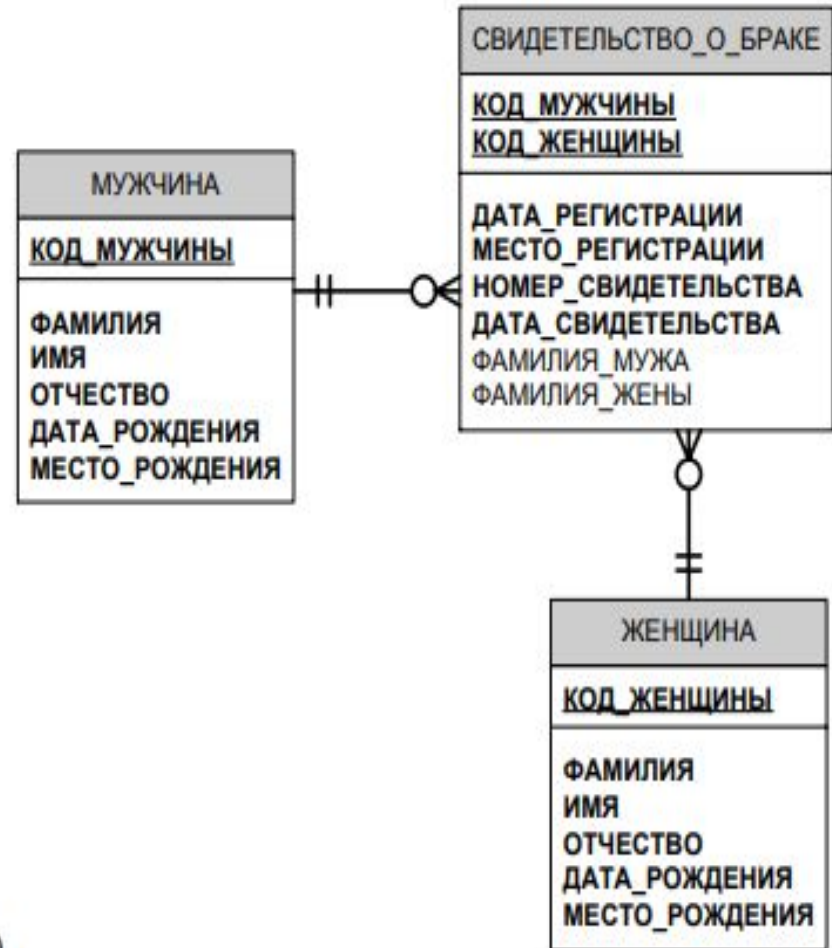 СВИДЕТЕЛЬСТВО_О_БРАКЕ
КОД_МУЖЧИНЫ
КОД_ЖЕНЩИНЫ
ДАТА_РЕГИСТРАЦИИ
МЕСТО_РЕГИСТРАЦИИ
НОМЕР_СВИДЕТЕЛЬСТВА
ДАТА_СВИДЕТЕЛЬСТВА
ФАМИЛИЯ_МУЖА
ФАМИЛИЯ_ЖЕНЫ
МУЖЧИНА
КОД_МУЖЧИНЫ
ФАМИЛИЯ
ИМЯ
ОТЧЕСТВО
ДАТА_РОЖДЕНИЯ
МЕСТО_РОЖДЕНИЯ
ЖЕНЩИНА
КОД_ЖЕНЩИНЫ
ФАМИЛИЯ
ИМЯ
ОТЧЕСТВО
ДАТА_РОЖДЕНИЯ
МЕСТО_РОЖДЕНИЯ